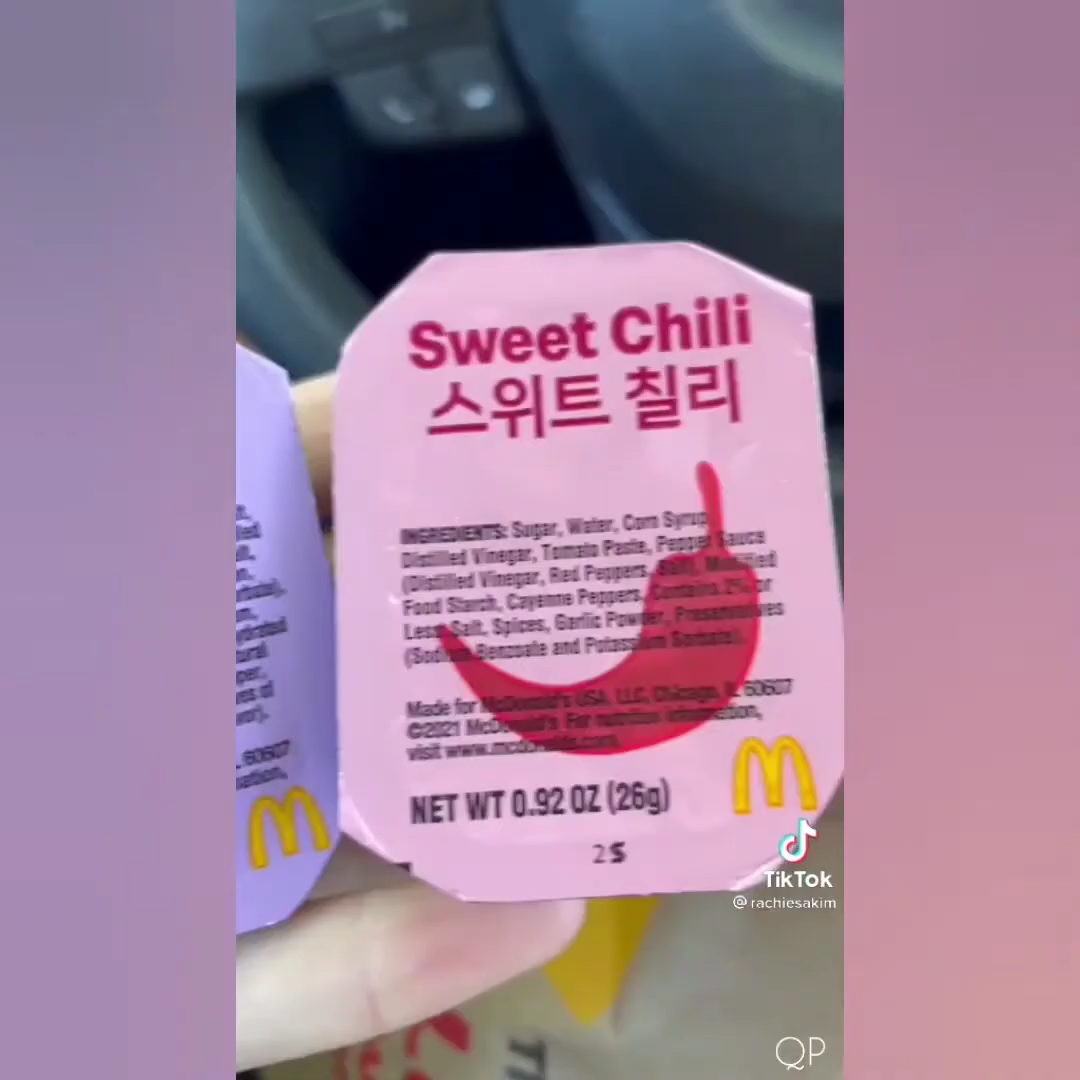 Sweet Chili
스위트 칠리
INGREDIENTS: Sugar, Water, Corn Syrup,
Distilled Vinegar, Tomato Paste, Pepper Sauce
(Distilled Vinegar, Red Peppers, Salt), Modified
Food Starch, Cayenne Peppers, Contains 2% or
Less: Salt, Spices, Garlic Powder, Preservatives
(Sodium Benzoate and Potassium Sorbate).
Made for McDonald's USA, LLC, Chicago, IL 60607
©2021 McDonald's For nutrition information,
visit www.mcdonalds.com
NET WT 0.92 OZ (26g)
2 S
60607
TikTok
@rachiesakim
QP